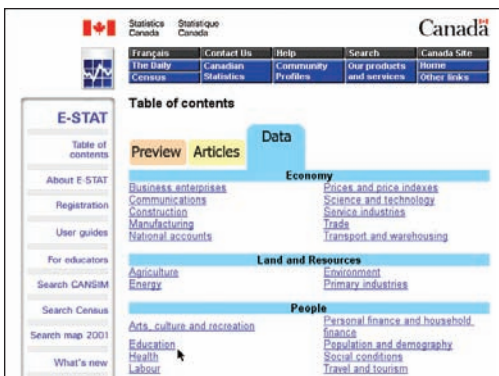 Statistics Canada
Statistique Canada
Canada
Français
Contact Us
Help
Search
Canada Site
The Daily
Canadian Statistics
Community Profiles
Our products and services
Home
Census
Other links
E-STAT
Table of contents
About E-STAT
Registration
User guides
For educators
Search CANSIM
Search Census
Search map 2001
What's new
Table of contents
Preview
Articles
Data
Economy
Business enterprises
Prices and price indexes
Communications
Science and technology
Construction
Service industries
Manufacturing
Trade
National accounts
Transport and warehousing
Land and Resources
Agriculture
Environment
Energy
Primary industries
People
Arts, culture and recreation
Personal finance and household finance
Education
Population and demography
Health
Social conditions
Labour
Travel and tourism